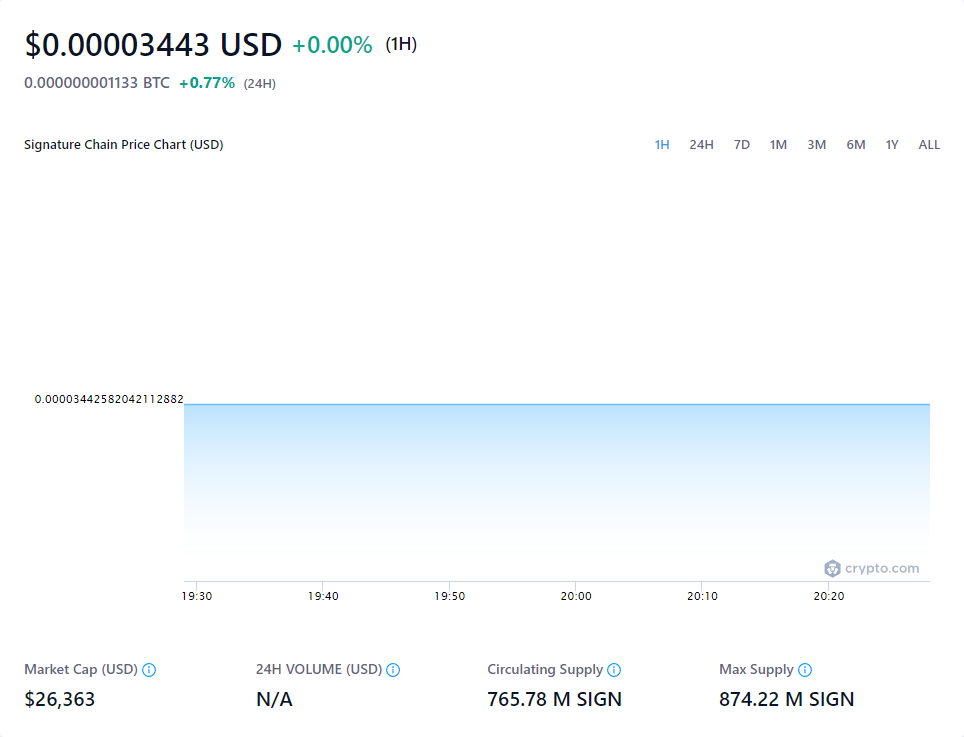 $0.00003443 USD +0.00% (1H)
0.000000001133 BTC +0.77% (24H)
Signature Chain Price Chart (USD) 1H 24H 7D 1M 3M 6M 1Y ALL
0.00003442582042112882
crypto.com
19:30 19:40 19:50 20:00 20:10 20:20
Market Cap (USD) 24H VOLUME (USD) Circulating Supply Max Supply
$26,363 N/A 765.78 M SIGN 874.22 M SIGN